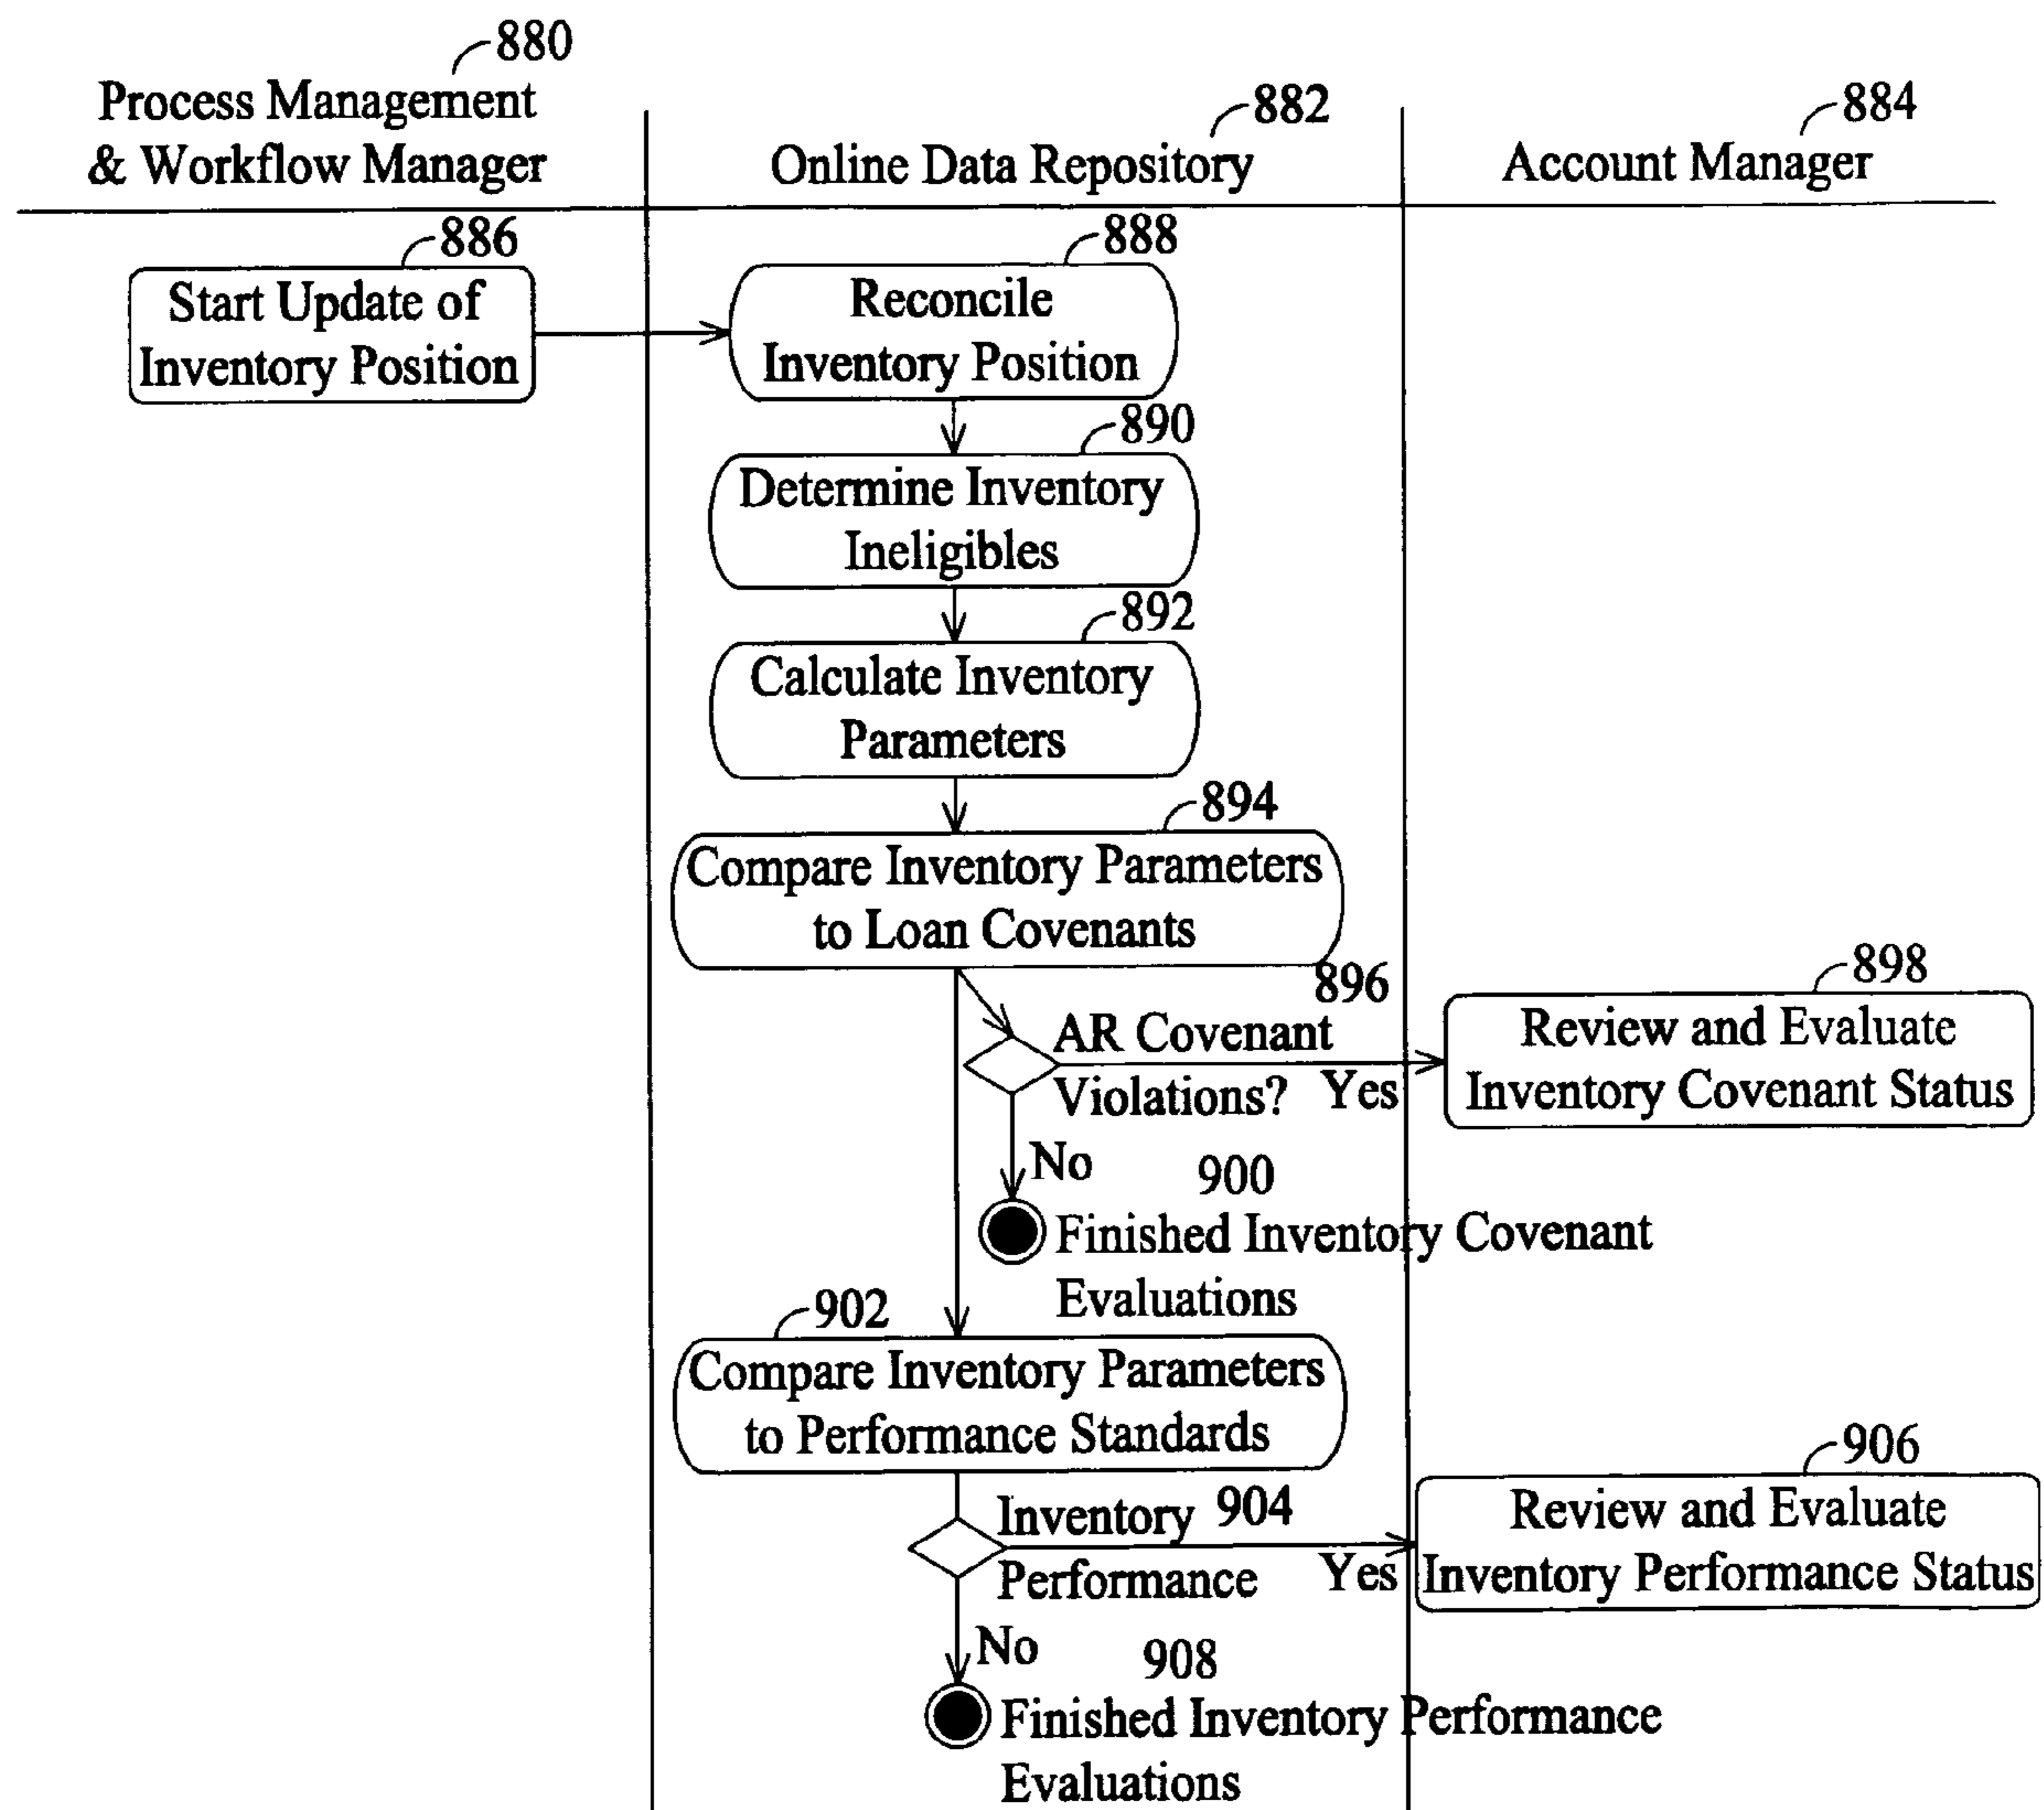 880
Process Management
& Workflow Manager
882
Online Data Repository
884
Account Manager
886
Start Update of
Inventory Position
888
Reconcile
Inventory Position
890
Determine Inventory
Ineligibles
892
Calculate Inventory
Parameters
894
Compare Inventory Parameters
to Loan Covenants
896
AR Covenant
Violations? Yes
898
Review and Evaluate
Inventory Covenant Status
No
900
Finished Inventory Covenant
Evaluations
902
Compare Inventory Parameters
to Performance Standards
Inventory 904
Performance Yes
906
Review and Evaluate
Inventory Performance Status
No
908
Finished Inventory Performance
Evaluations